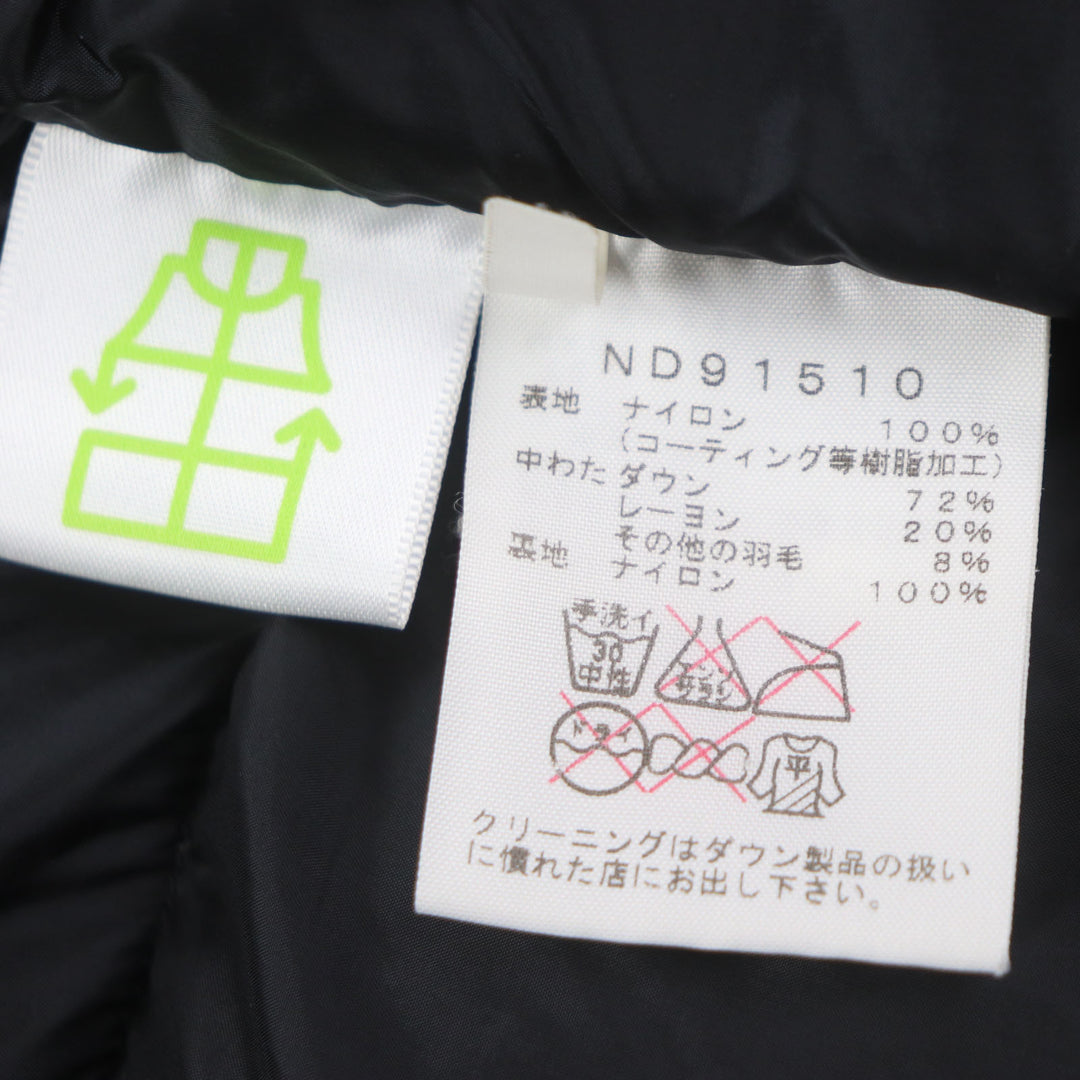 ND91510
表地 ナイロン 100%
(コーティング等樹脂加工)
中わた ダウン 72%
レーヨン 20%
その他の羽毛 8%
裏地 ナイロン 100%
手洗イ
30
中性
エンソ
サラシ
ドライ
平
クリーニングはダウン製品の扱い
に慣れた店にお出し下さい。